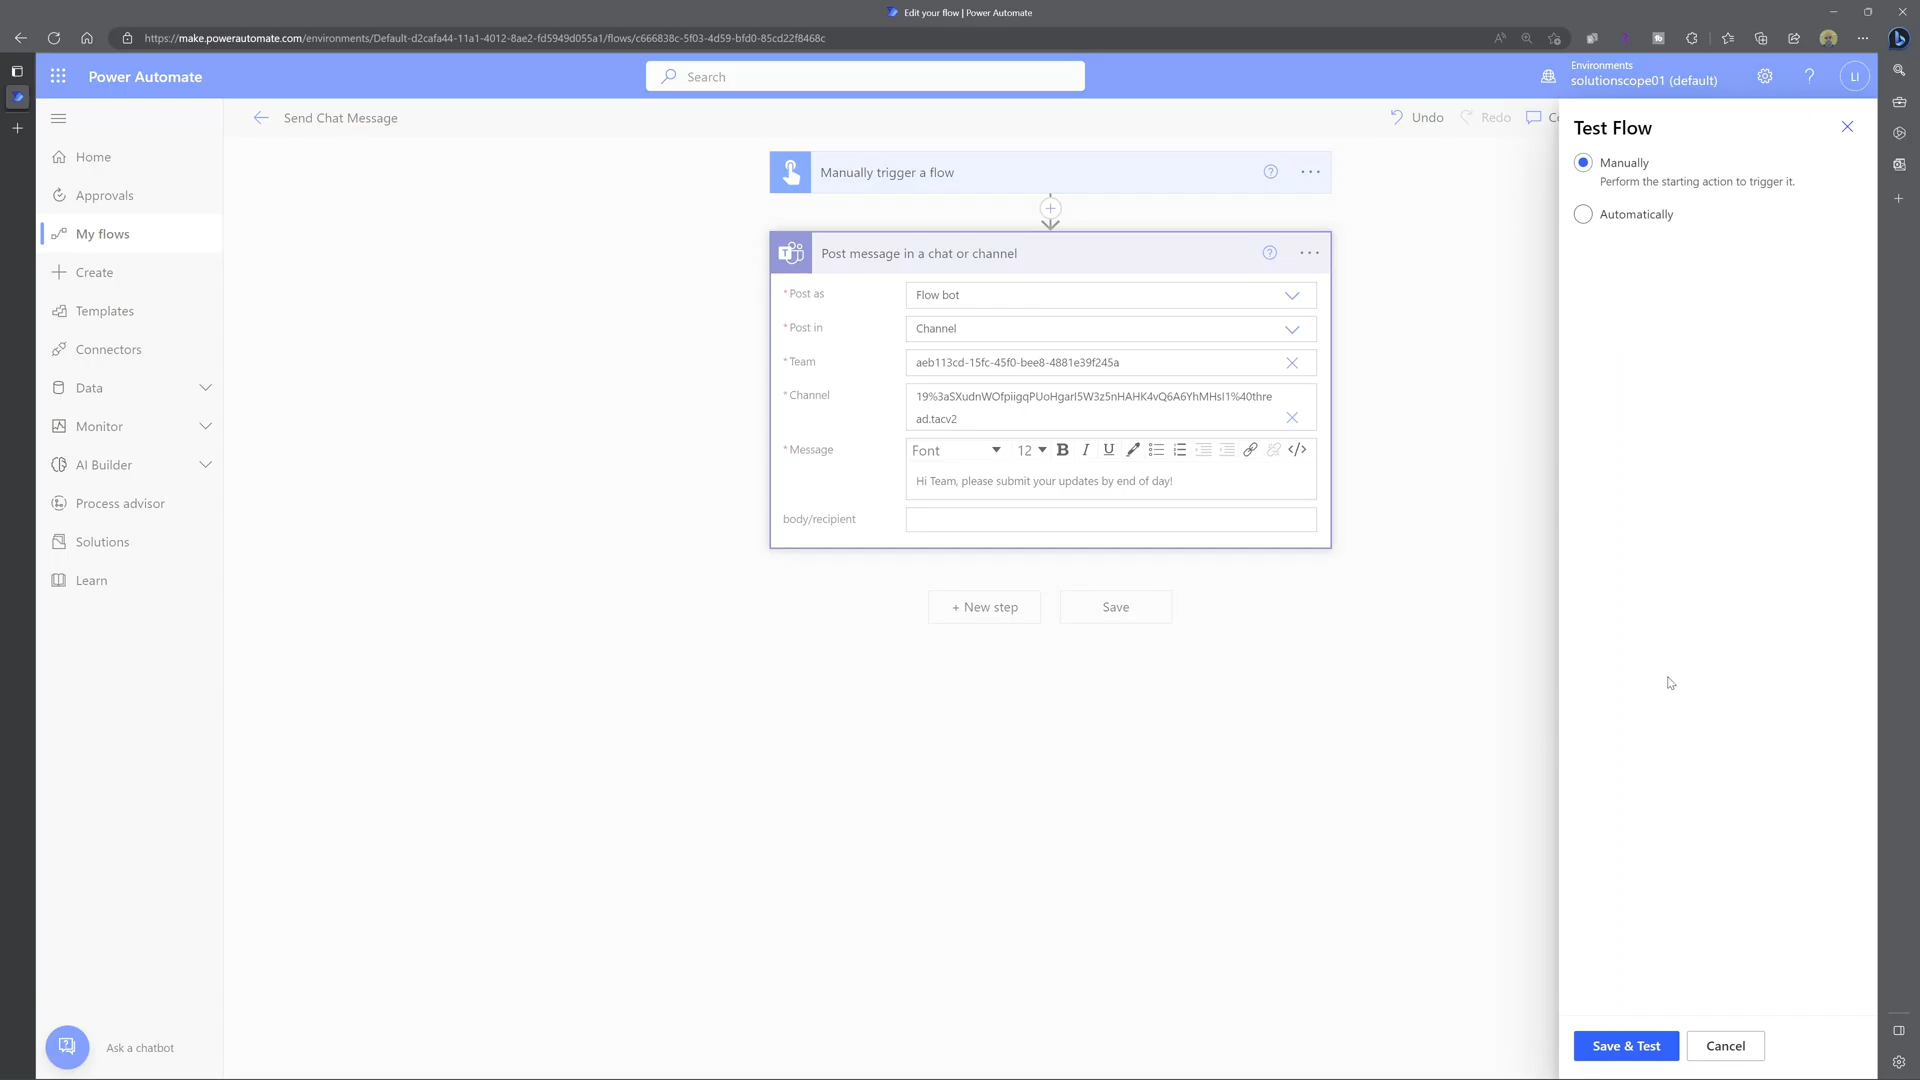 Edit your flow | Power Automate
https://make.powerautomate.com/environments/Default-d2cafa44-11a1-4012-8ae2-fd5949d055a1/flows/c666838c-5f03-4d59-bfd0-85cd22f8468c
Power Automate
Search
Environments
solutionscope01 (default)
LI
Send Chat Message
Undo
Redo
Co
Home
Approvals
My flows
Create
Templates
Connectors
Data
Monitor
AI Builder
Process advisor
Solutions
Learn
Ask a chatbot
Manually trigger a flow
Post message in a chat or channel
* Post as
Flow bot
* Post in
Channel
* Team
aeb113cd-15fc-45f0-bee8-4881e39f245a
* Channel
19%3aSXudnWOfpiigqPUoHgarI5W3z5nHAHK4vQ6A6YhMHsI1%40thre
ad.tacv2
* Message
Font 12 B I U </>
Hi Team, please submit your updates by end of day!
body/recipient
+ New step
Save
Test Flow
Manually
Perform the starting action to trigger it.
Automatically
Save & Test
Cancel